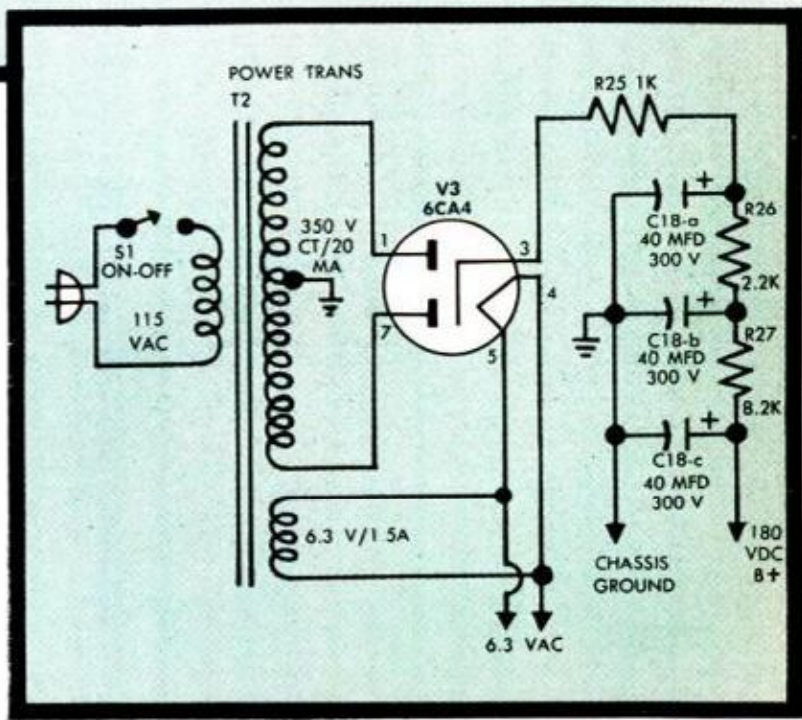 POWER TRANS
T2
S1
ON-OFF
115
VAC
350 V
CT/20
MA
V3
6CA4
1
7
3
4
5
6.3 V/1.5A
6.3 VAC
R25 1K
+
C18-a
40 MFD
300 V
R26
2.2K
+
C18-b
40 MFD
300 V
R27
8.2K
+
C18-c
40 MFD
300 V
CHASSIS
GROUND
180
VDC
B+